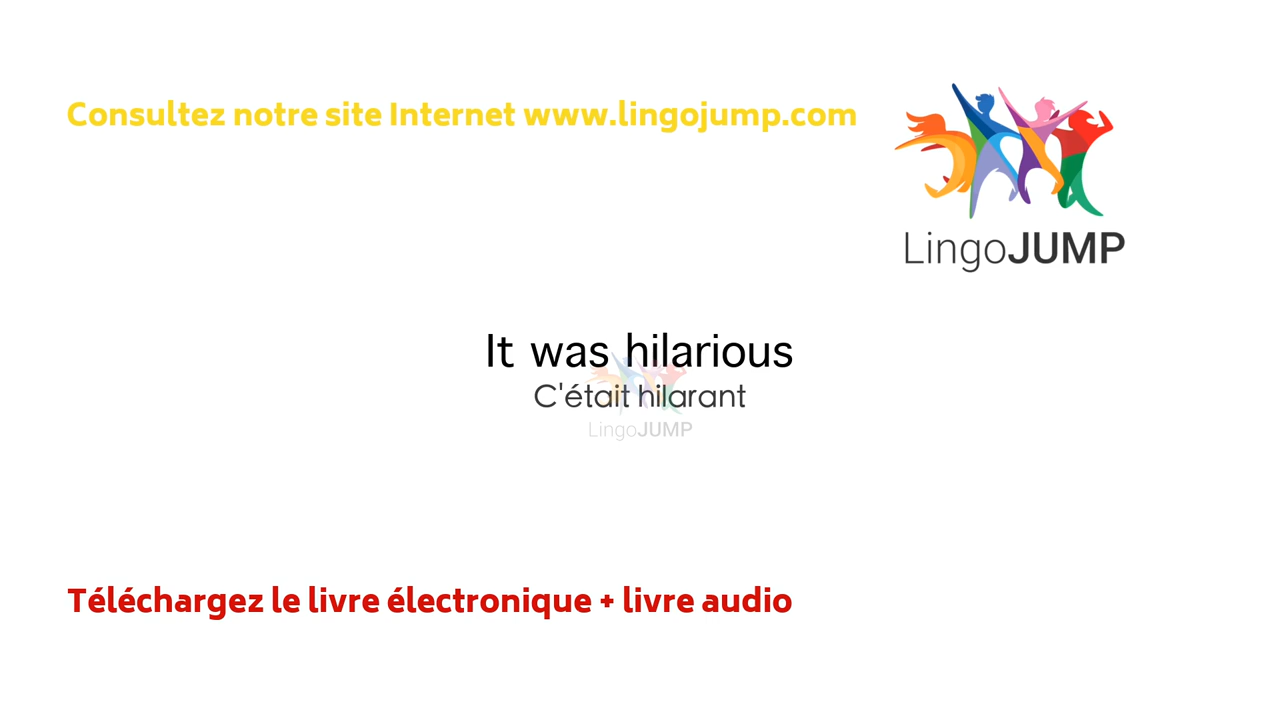 Consultez notre site Internet www.lingojump.com
LingoJUMP
It was hilarious
C'était hilarant
LingoJUMP
Téléchargez le livre électronique + livre audio